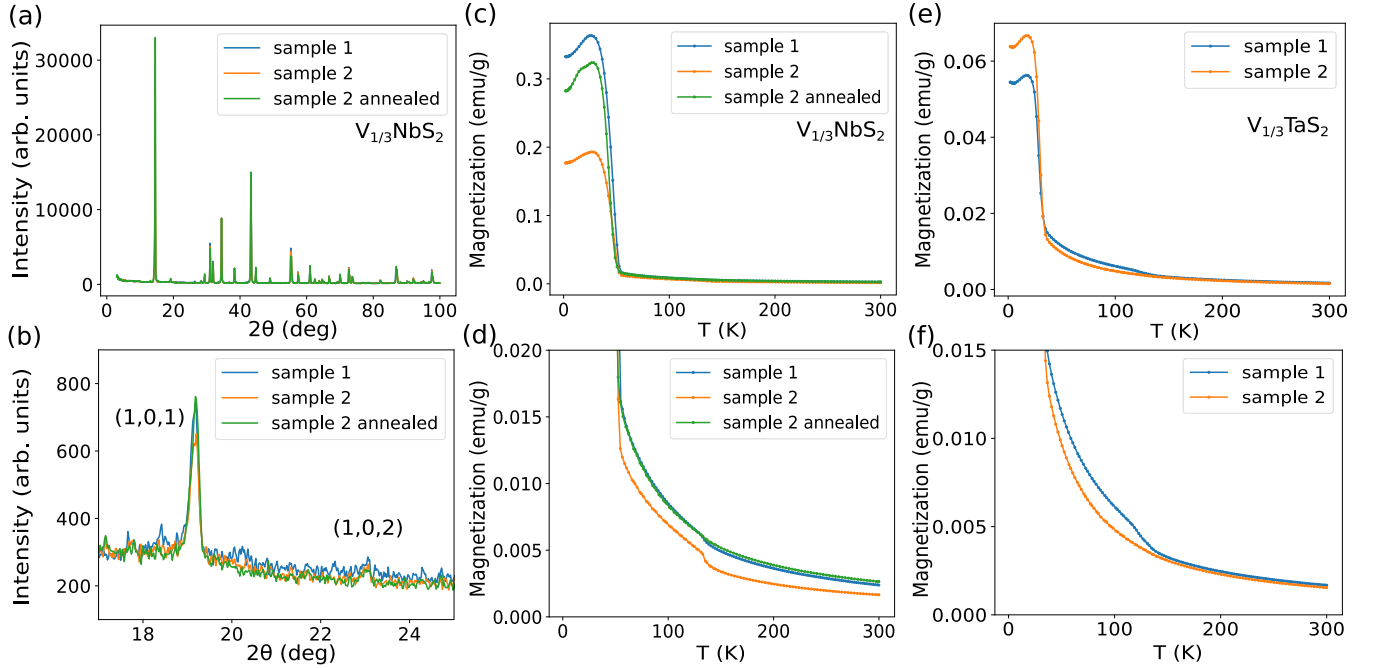 (a)
Intensity (arb. units)
30000
20000
10000
0
sample 1
sample 2
sample 2 annealed
V1/3NbS2
0
20
40
60
80
100
2θ (deg)
(b)
Intensity (arb. units)
800
600
400
200
sample 1
sample 2
sample 2 annealed
(1,0,1)
(1,0,2)
18
20
22
24
2θ (deg)
(c)
Magnetization (emu/g)
0.3
0.2
0.1
0.0
sample 1
sample 2
sample 2 annealed
V1/3NbS2
0
100
200
300
T (K)
(d)
Magnetization (emu/g)
0.020
0.015
0.010
0.005
0.000
sample 1
sample 2
sample 2 annealed
0
100
200
300
T (K)
(e)
Magnetization (emu/g)
0.06
0.04
0.02
0.00
sample 1
sample 2
V1/3TaS2
0
100
200
300
T (K)
(f)
Magnetization (emu/g)
0.015
0.010
0.005
0.000
sample 1
sample 2
0
100
200
300
T (K)